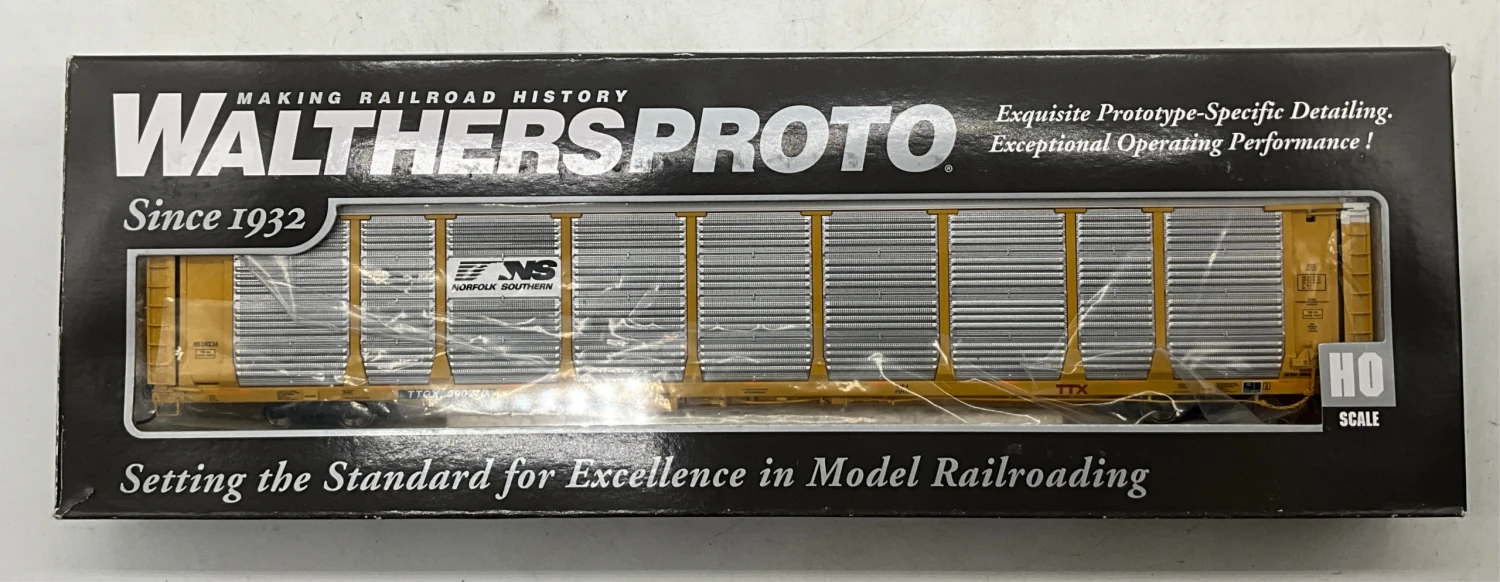 MAKING RAILROAD HISTORY
WALTHERSPROTO®
Exquisite Prototype-Specific Detailing.
Exceptional Operating Performance !
Since 1932
NS
NORFOLK SOUTHERN
TTX
HO
SCALE
Setting the Standard for Excellence in Model Railroading